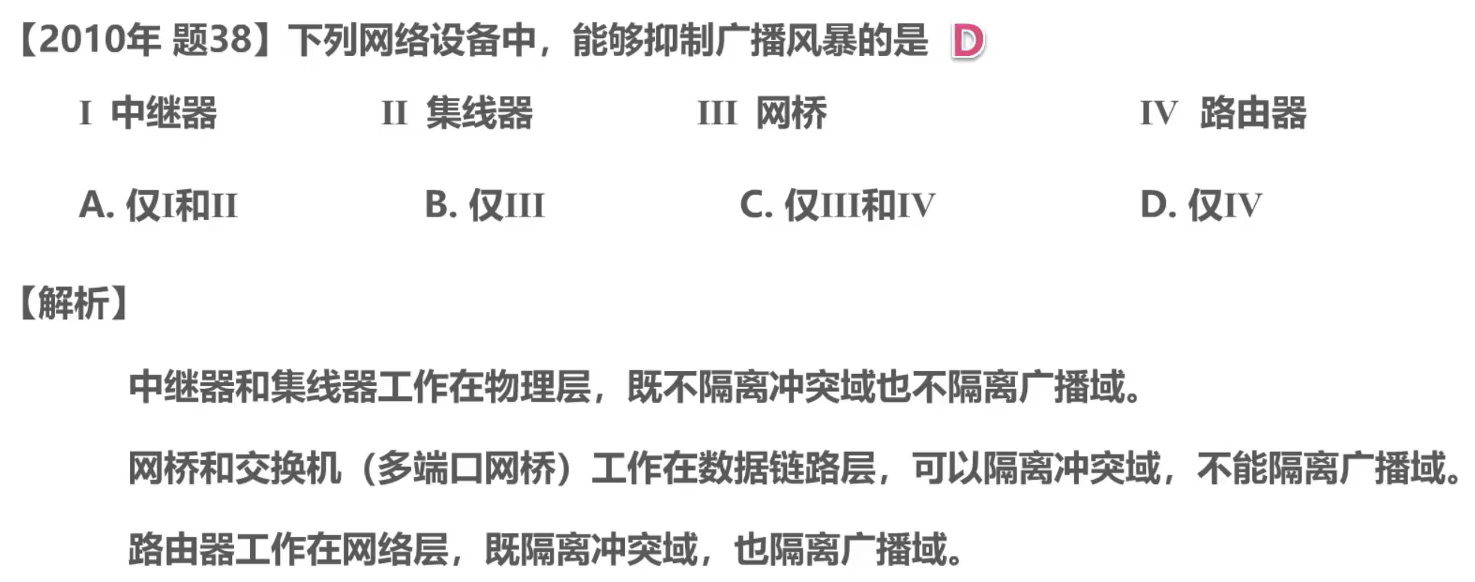 【2010年 题38】下列网络设备中，能够抑制广播风暴的是 D
I 中继器 II 集线器 III 网桥 IV 路由器
A. 仅I和II B. 仅III C. 仅III和IV D. 仅IV
【解析】
中继器和集线器工作在物理层，既不隔离冲突域也不隔离广播域。
网桥和交换机（多端口网桥）工作在数据链路层，可以隔离冲突域，不能隔离广播域。
路由器工作在网络层，既隔离冲突域，也隔离广播域。